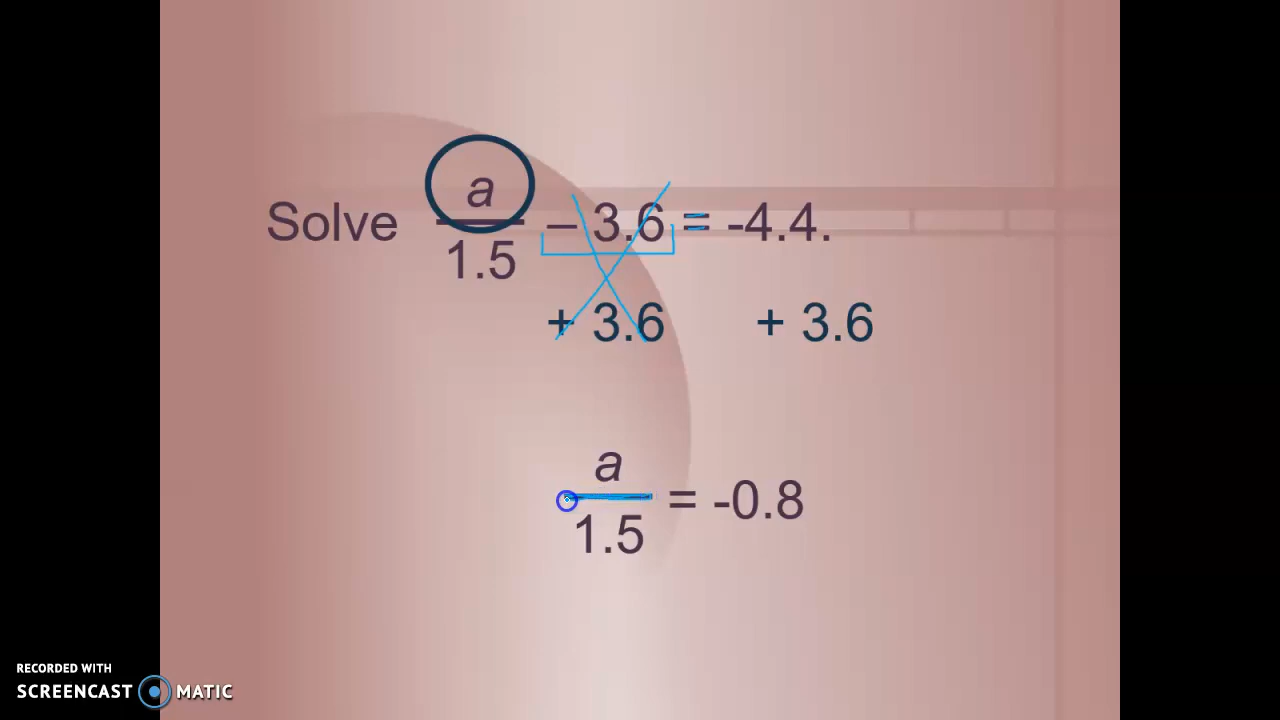 Solve a/1.5 – 3.6 = -4.4.
+ 3.6 + 3.6
a/1.5 = -0.8
RECORDED WITH
SCREENCAST MATIC